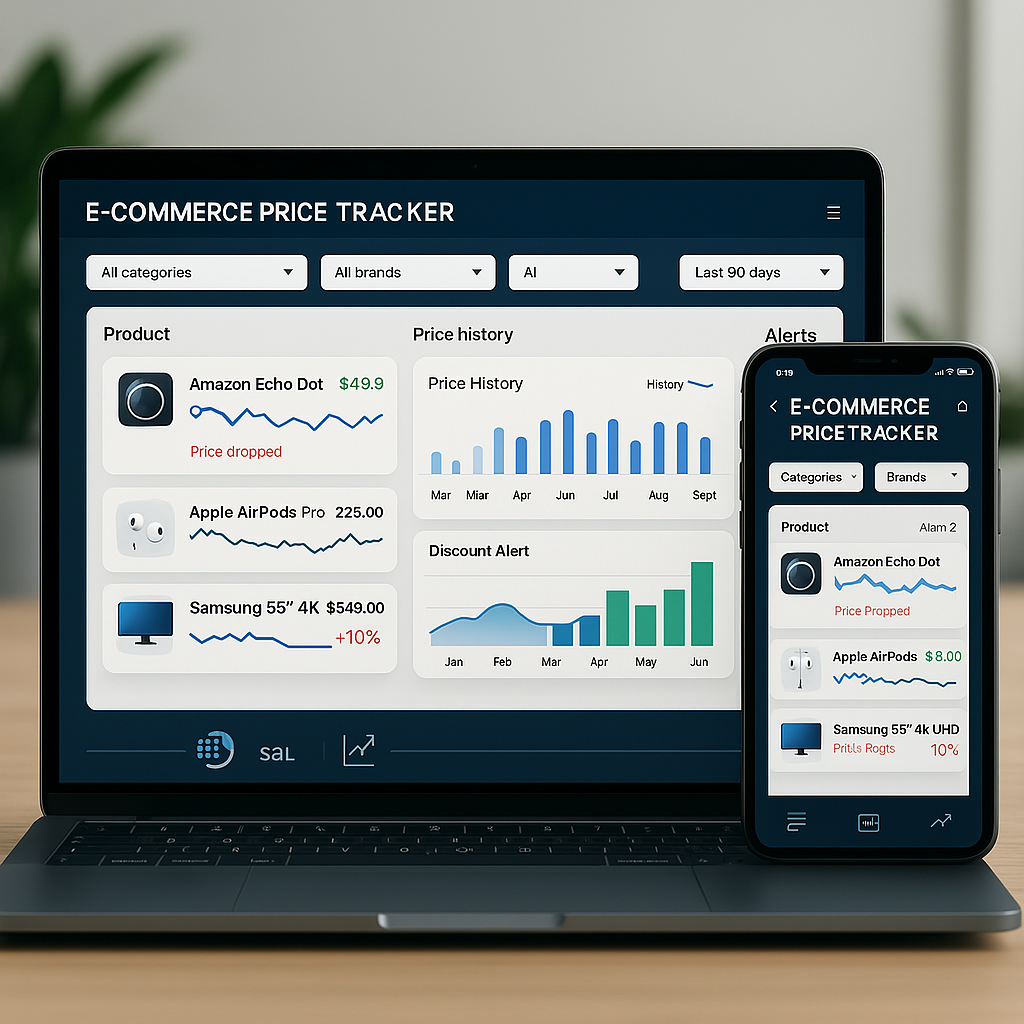 E-COMMERCE PRICE TRACKER
All categories
All brands
AI
Last 90 days
Product
Price history
Alerts
Amazon Echo Dot $49.9
Price dropped
Apple AirPods Pro 225.00
Samsung 55" 4K $549.00
+10%
Price History
History
Mar Miar Apr Jun Jul Aug Sept
Discount Alert
Jan Feb Mar Apr May Jun
saL
0:19
E-COMMERCE
PRICETRACKER
Categories
Brands
Product
Alam 2
Amazon Echo Dot
Price Propped
Apple AirPods $8.00
Samsung 55" 4k UHD
Pritls Rogts 10%